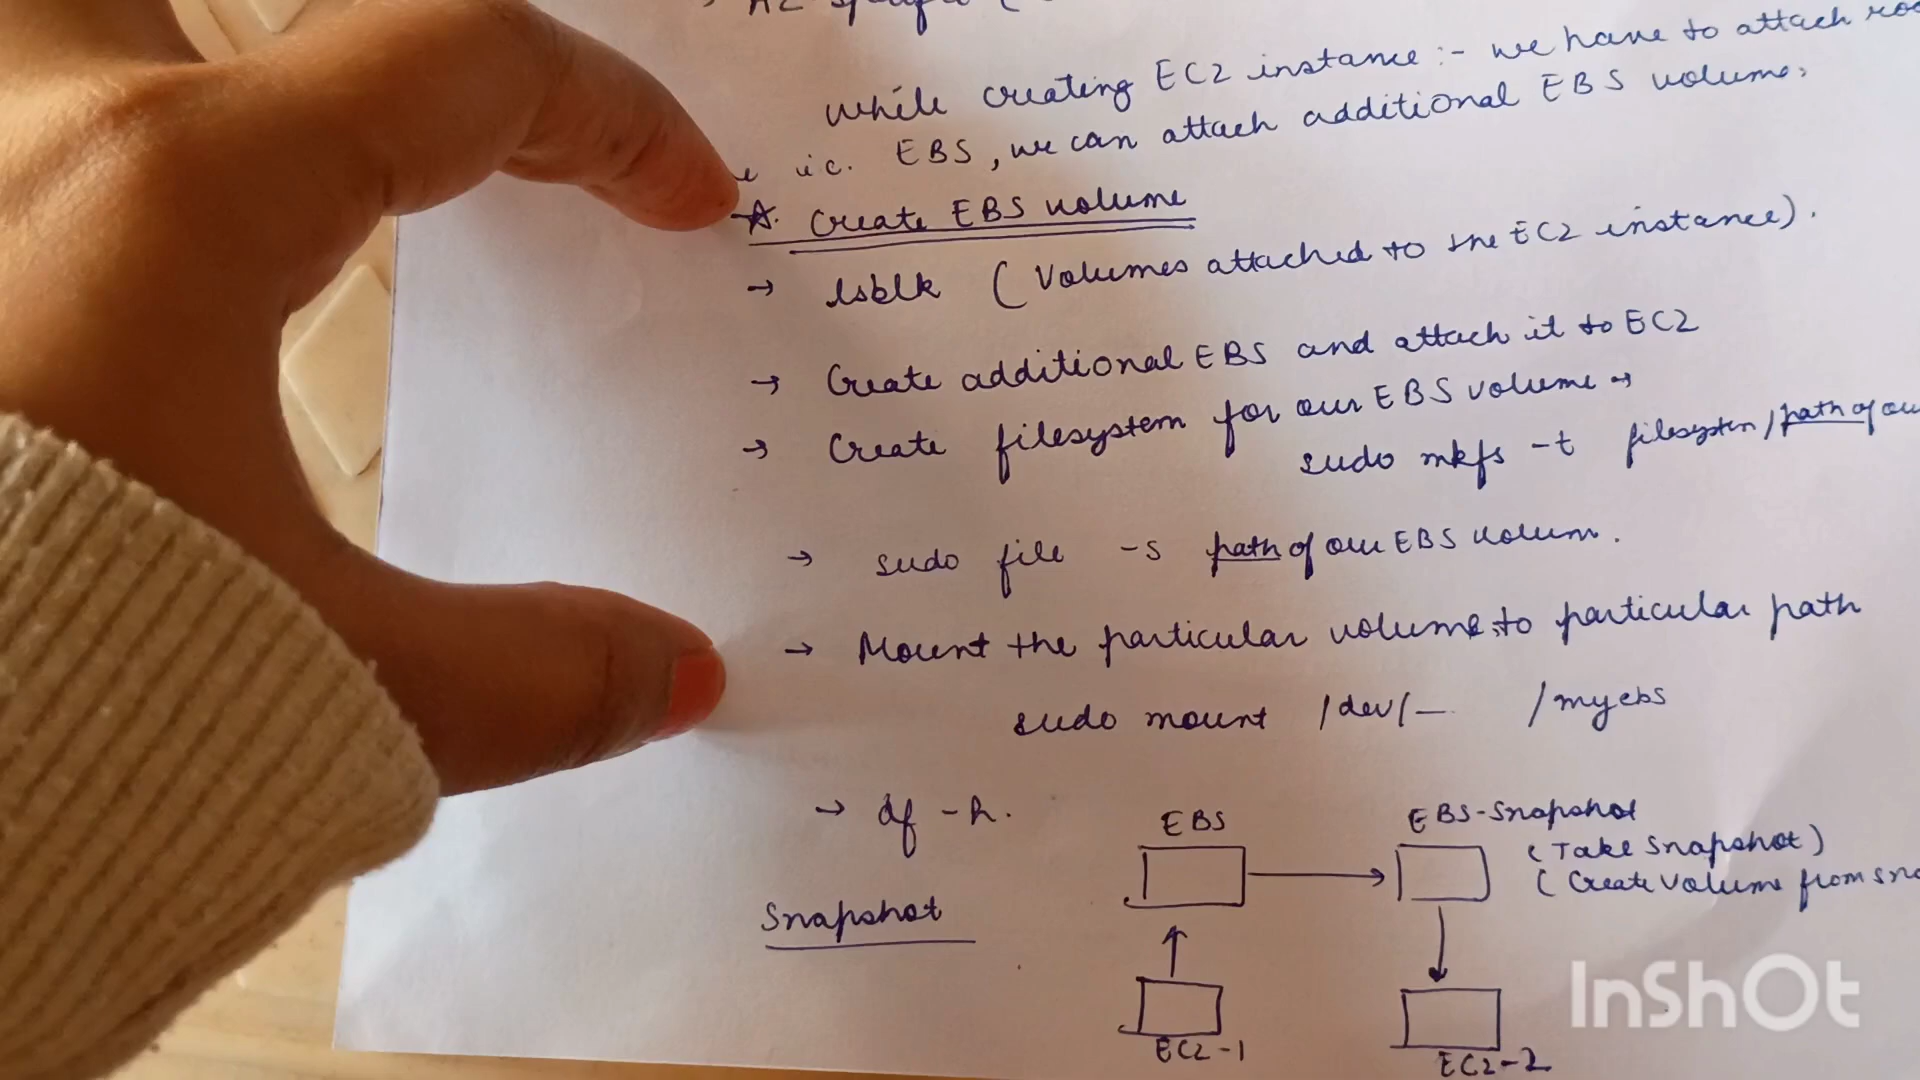 AZ specific (
while creating EC2 instance :- we have to attach
i.e. EBS, we can attach additional EBS volume.
A. Create EBS volume
→ lsblk (Volumes attached to the EC2 instance).
→ Create additional EBS and attach it to EC2
→ Create filesystem for our EBS volume →
sudo mkfs -t filesystem /path of our
→ sudo file -s path of our EBS volum.
→ Mount the particular volume to particular path
sudo mount /dev/— /myebs
→ df -h.
EBS
EBS-Snapshot
(Take Snapshot)
(Create Volume from
Snapshot
EC2-1
EC2-2
InShOt